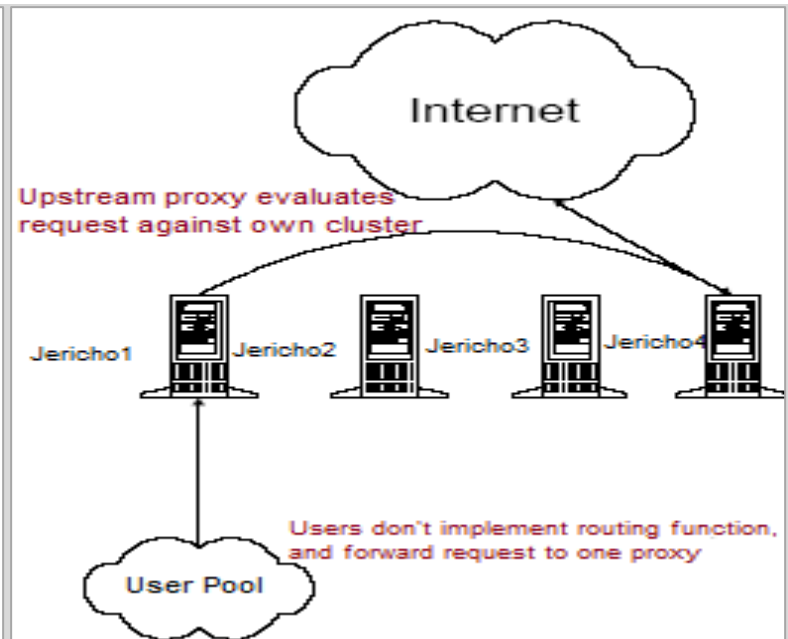 Internet
Upstream proxy evaluates
request against own cluster
Jericho1
Jericho2
Jericho3
Jericho4
Users don't implement routing function,
and forward request to one proxy
User Pool